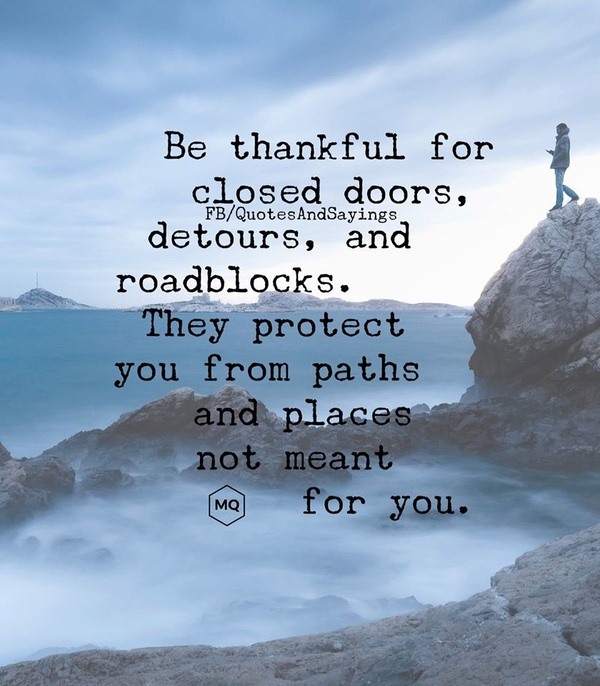 Be thankful for
closed doors,
FB/QuotesAndSayings
detours, and
roadblocks.
They protect
you from paths
and places
not meant
for you.
MQ